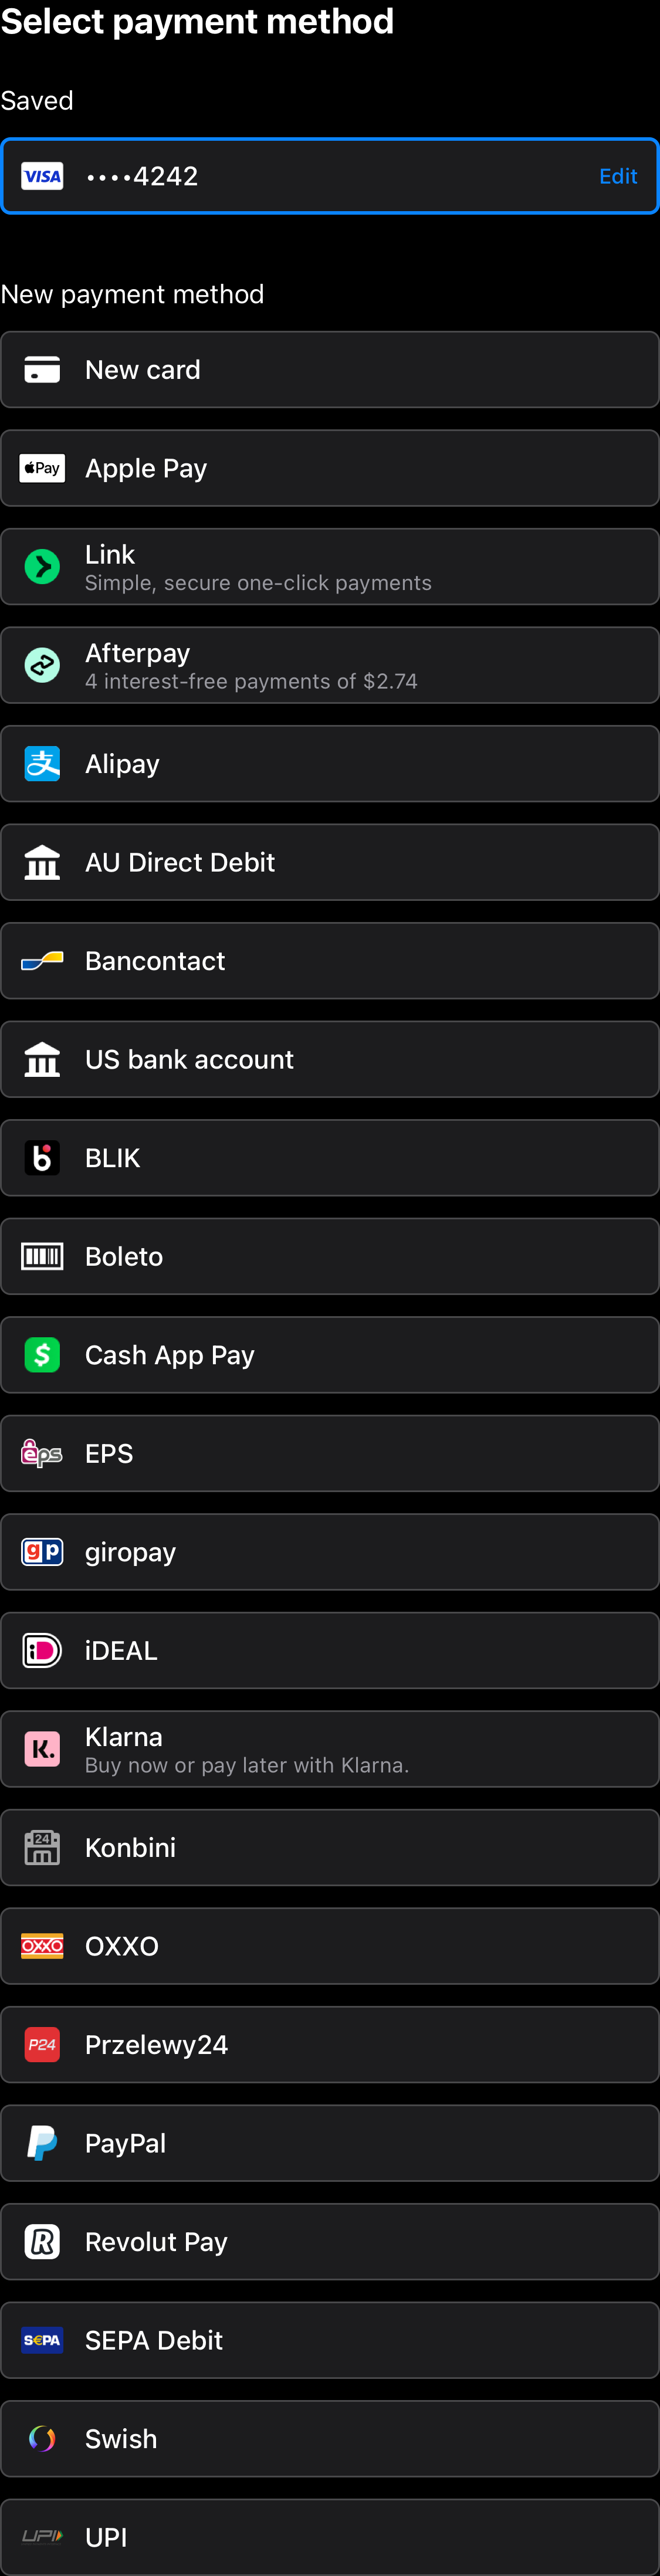 Select payment method
Saved
VISA ••••4242 Edit
New payment method
New card
Pay Apple Pay
Link
Simple, secure one-click payments
Afterpay
4 interest-free payments of $2.74
支 Alipay
AU Direct Debit
Bancontact
US bank account
b BLIK
Boleto
$ Cash App Pay
eps EPS
gp giropay
iD iDEAL
Klarna
K. Buy now or pay later with Klarna.
24 Konbini
OXXO OXXO
P24 Przelewy24
P PayPal
R Revolut Pay
S€PA SEPA Debit
Swish
UPI UPI